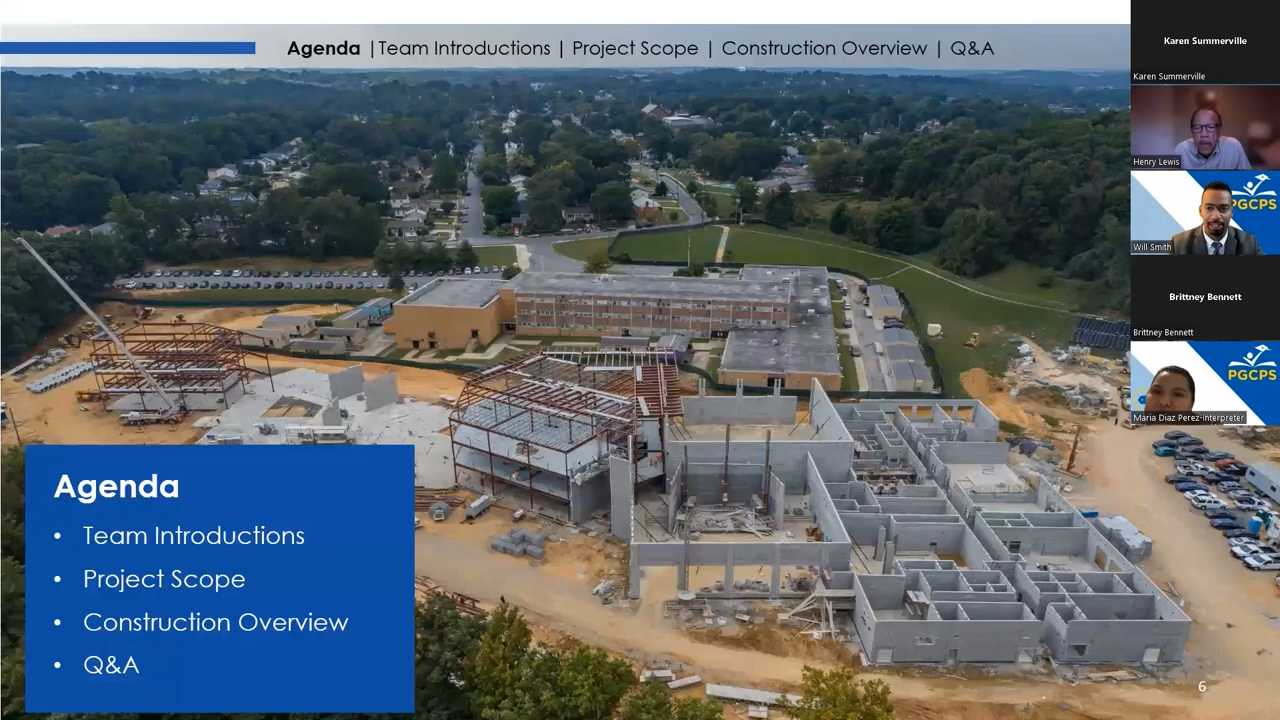 Agenda |Team Introductions | Project Scope | Construction Overview | Q&A
Agenda
• Team Introductions
• Project Scope
• Construction Overview
• Q&A
6
Karen Summerville
Karen Summerville
Henry Lewis
PGCPS
Will Smith
Brittney Bennett
Brittney Bennett
PGCPS
Maria Diaz Perez-interpreter